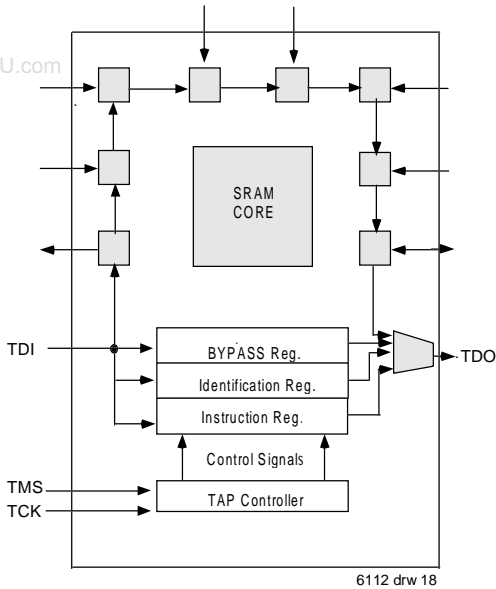 U.com
SRAM
CORE
TDI
BYPASS Reg.
TDO
Identification Reg.
Instruction Reg.
Control Signals
TMS
TCK
TAP Controller
6112 drw 18